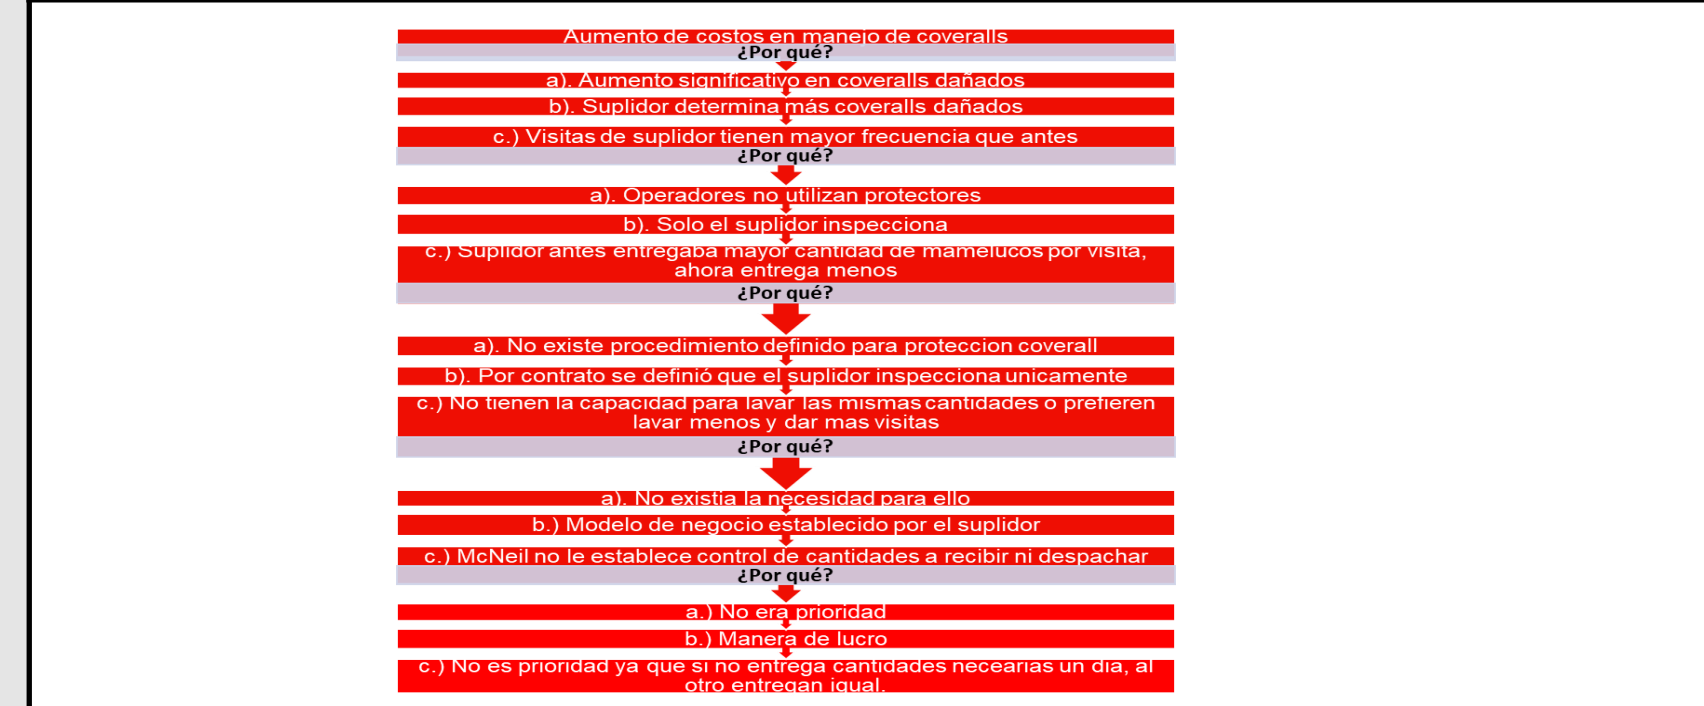 Aumento de costos en manejo de coveralls
¿Por qué?
a). Aumento significativo en coveralls dañados
b). Suplidor determina más coveralls dañados
c.) Visitas de suplidor tienen mayor frecuencia que antes
¿Por qué?
a). Operadores no utilizan protectores
b). Solo el suplidor inspecciona
c.) Suplidor antes entregaba mayor cantidad de mamelucos por visita,
ahora entrega menos
¿Por qué?
a). No existe procedimiento definido para proteccion coverall
b). Por contrato se definió que el suplidor inspecciona unicamente
c.) No tienen la capacidad para lavar las mismas cantidades o prefieren
lavar menos y dar mas visitas
¿Por qué?
a). No existia la necesidad para ello
b.) Modelo de negocio establecido por el suplidor
c.) McNeil no le establece control de cantidades a recibir ni despachar
¿Por qué?
a.) No era prioridad
b.) Manera de lucro
c.) No es prioridad ya que si no entrega cantidades necearias un dia, al
otro entregan igual.